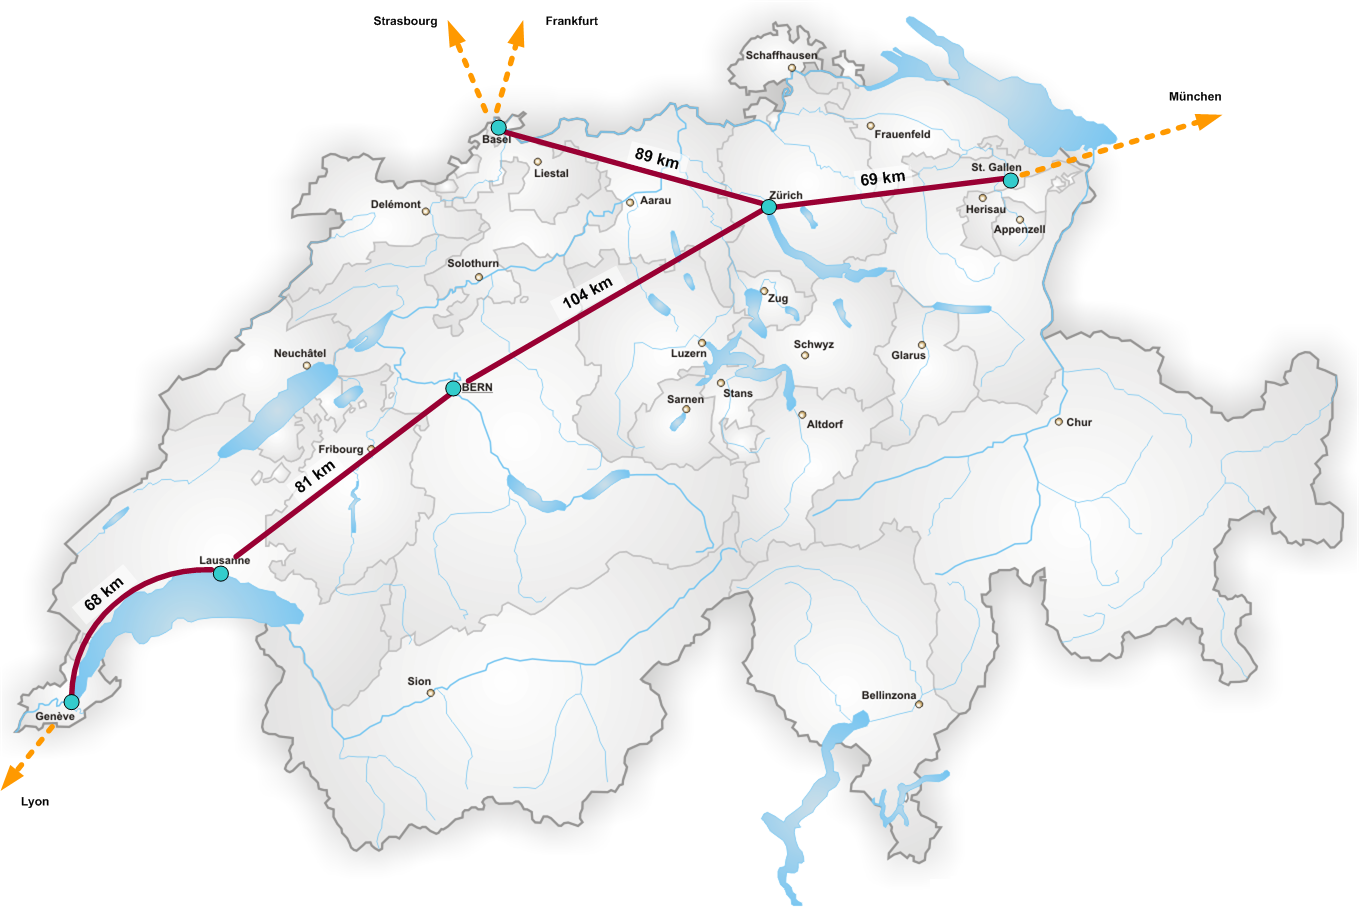 Strasbourg
Frankfurt
Schaffhausen
München
Basel
Frauenfeld
89 km
Liestal
St. Gallen
69 km
Delémont
Aarau
Zürich
Herisau
Appenzell
Solothurn
104 km
Zug
Neuchâtel
Luzern
Schwyz
Glarus
BERN
Stans
Sarnen
Altdorf
Chur
Fribourg
81 km
Lausanne
68 km
Sion
Bellinzona
Genève
Lyon